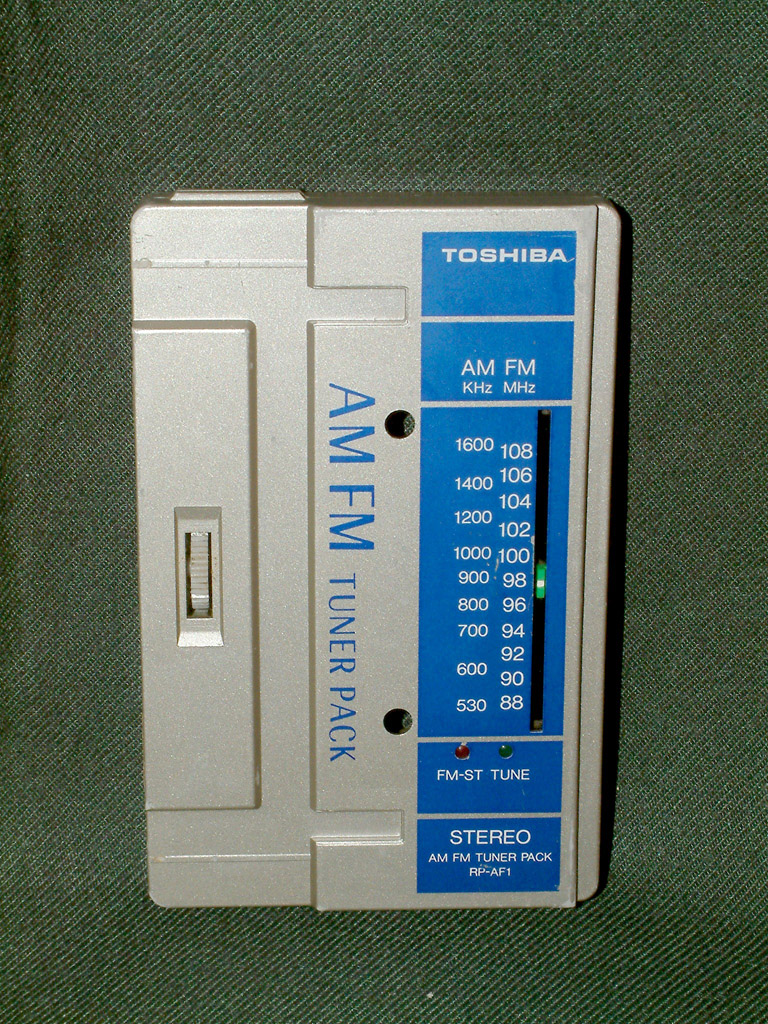 TOSHIBA
AM FM
KHz MHz
1600 108
106
1400
104
1200
102
1000 100
900 98
800 96
700 94
92
600
90
530 88
FM-ST TUNE
STEREO
AM FM TUNER PACK
RP-AF1
AM FM TUNER PACK